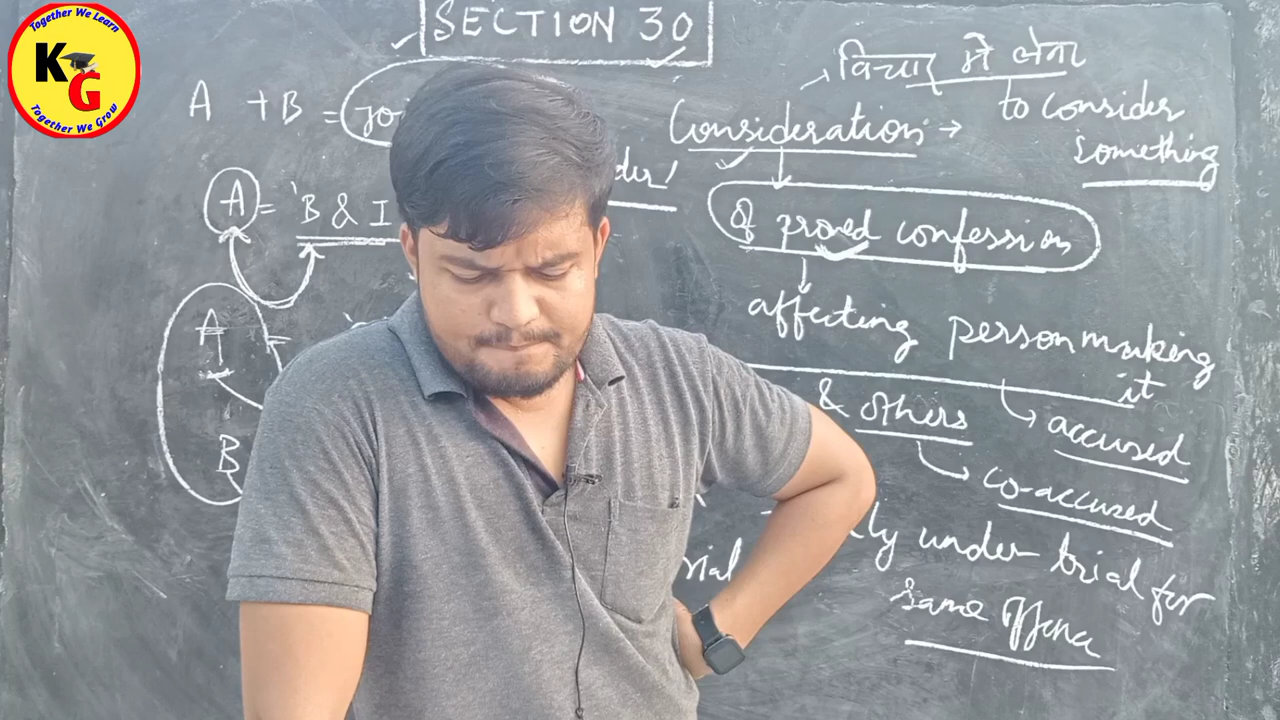 Together We Learn
KG
Together We Grow
SECTION 30
A + B =
A = 'B & I
A
B
विचार में लेना
Consideration → to consider
something
of proved confession
affecting person making
it
& others
accused
co-accused
under trial for
same offence